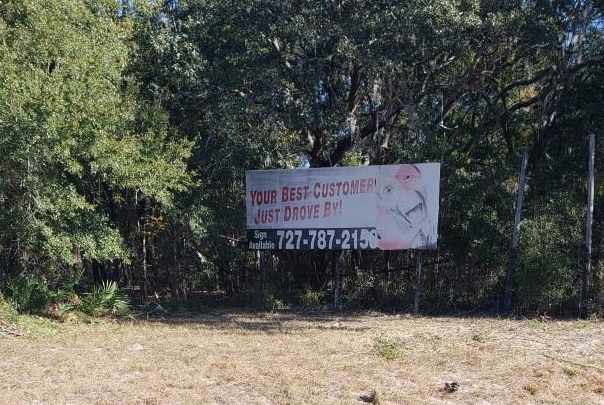 YOUR BEST CUSTOMER
JUST DROVE BY!
Sign
Available 727-787-2150